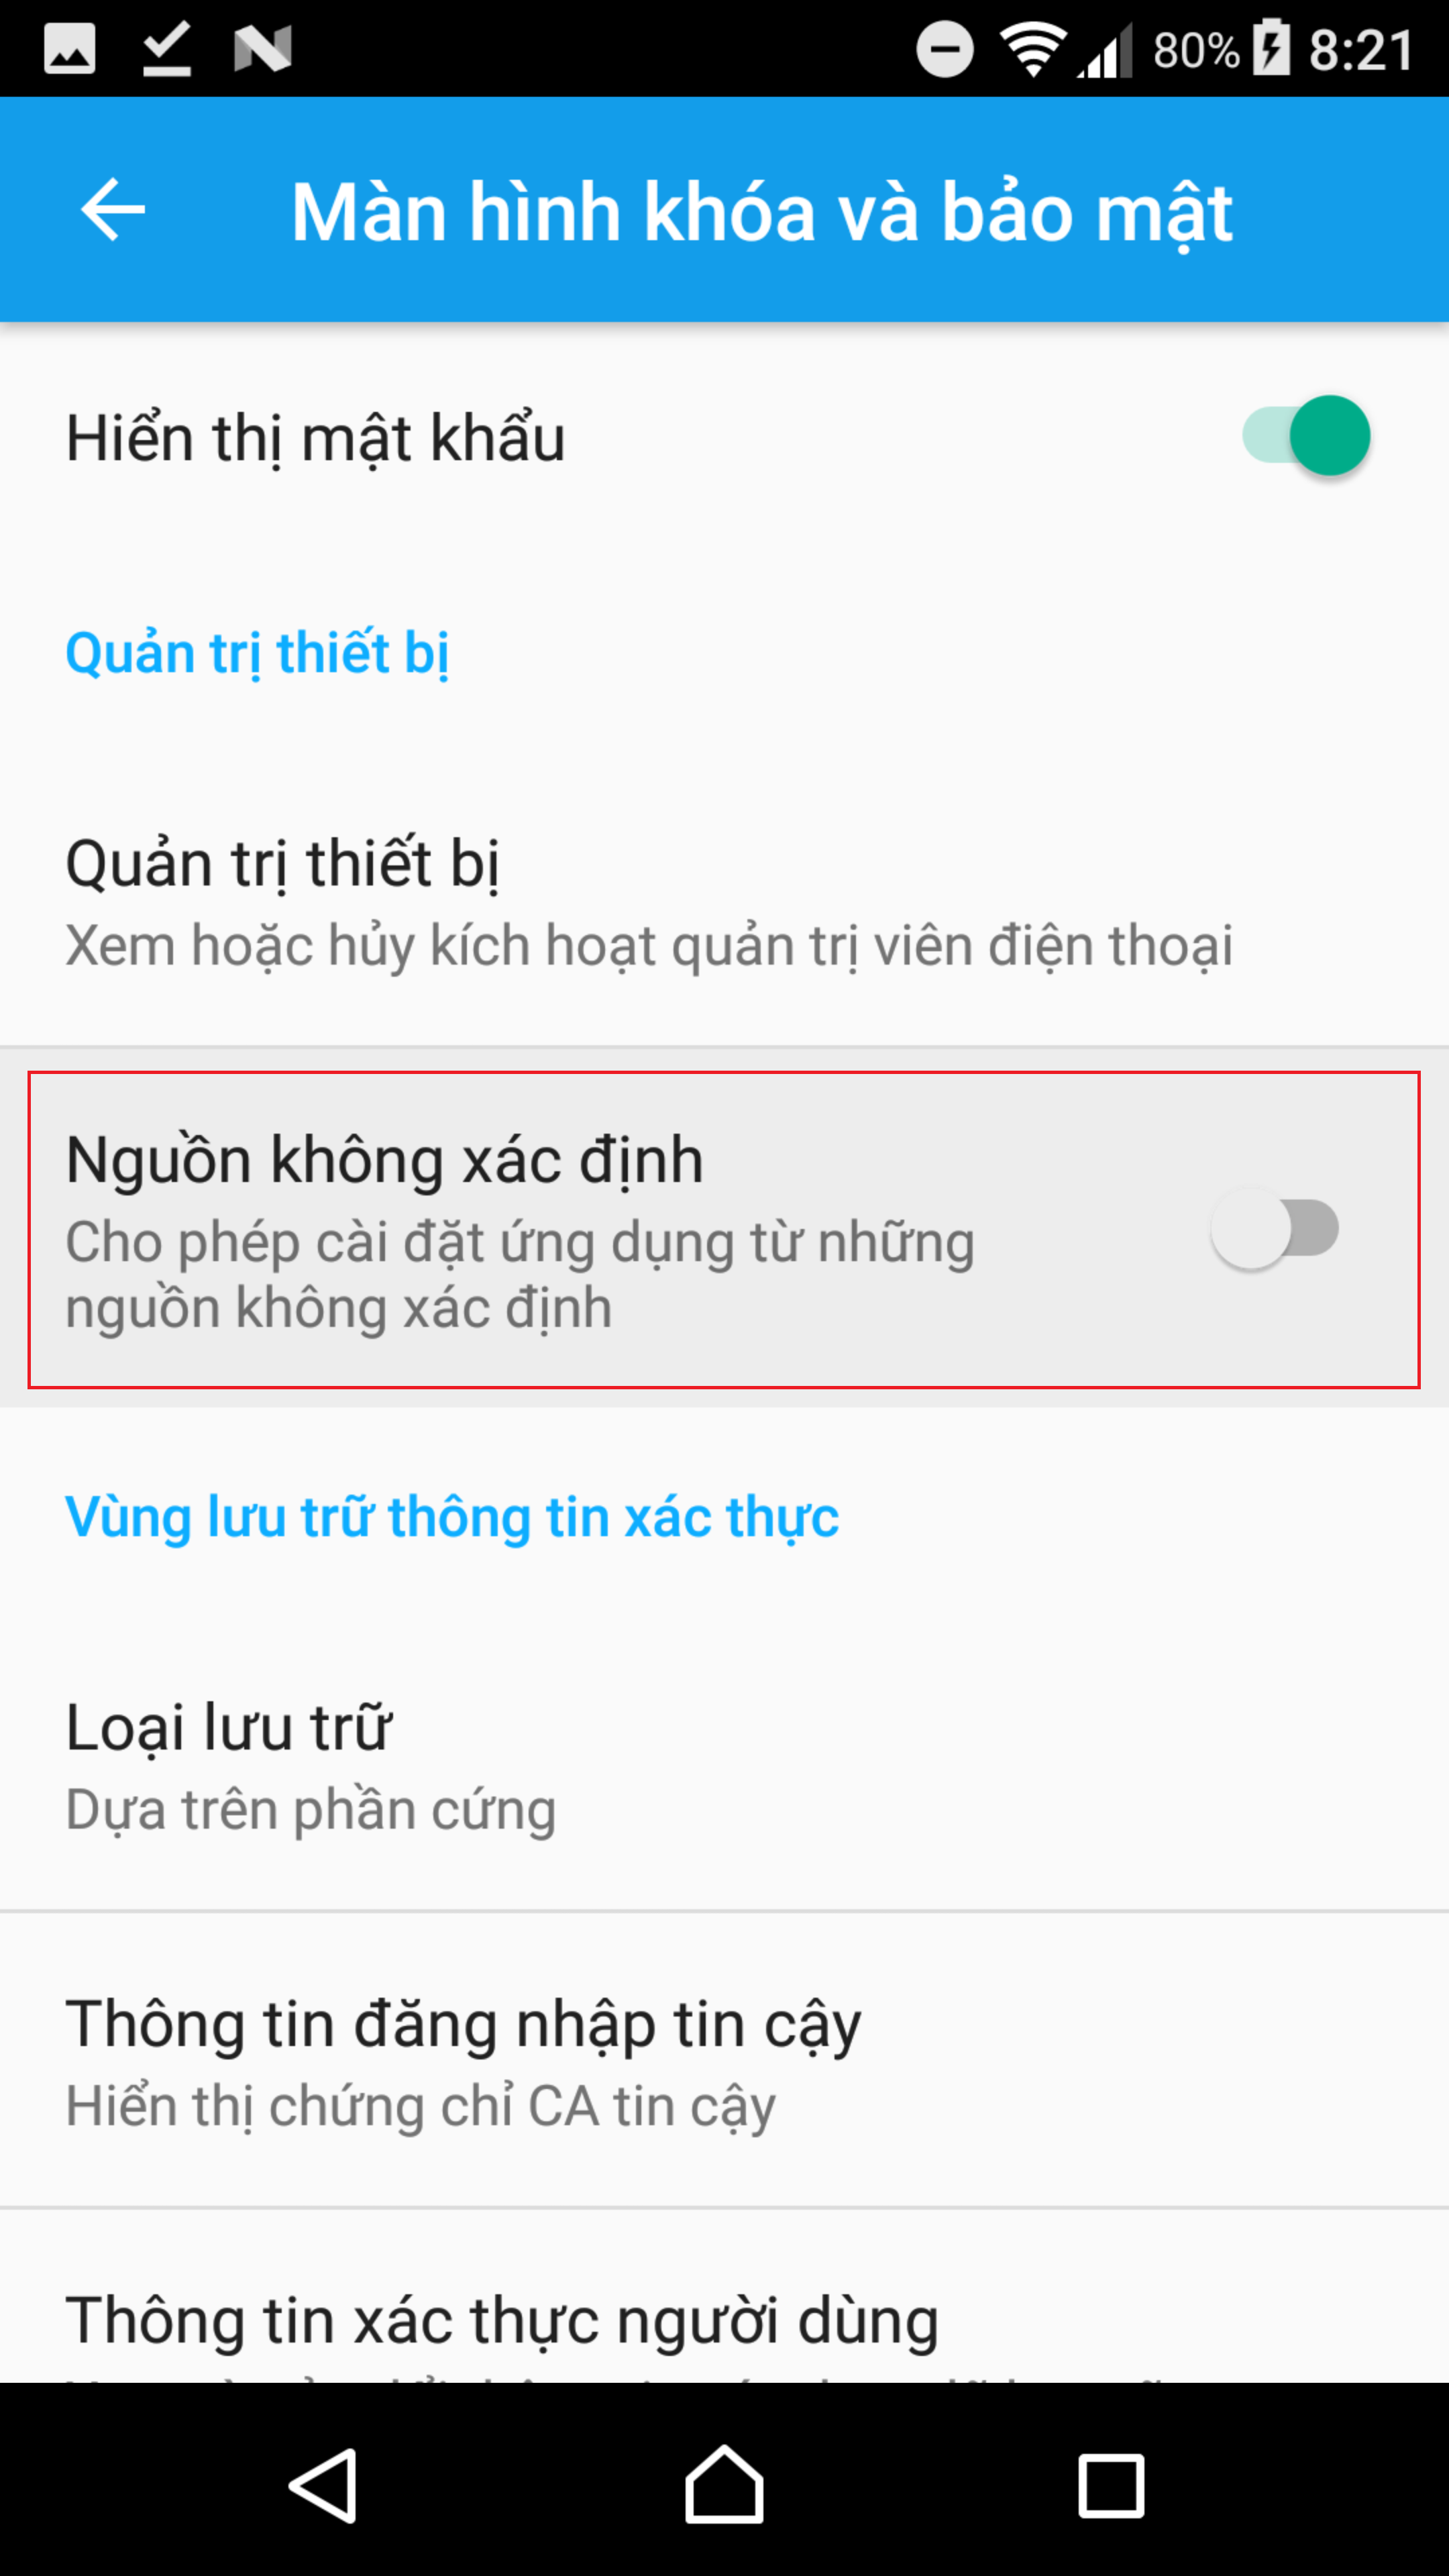 80% 8:21
Màn hình khóa và bảo mật
Hiển thị mật khẩu
Quản trị thiết bị
Quản trị thiết bị
Xem hoặc hủy kích hoạt quản trị viên điện thoại
Nguồn không xác định
Cho phép cài đặt ứng dụng từ những
nguồn không xác định
Vùng lưu trữ thông tin xác thực
Loại lưu trữ
Dựa trên phần cứng
Thông tin đăng nhập tin cậy
Hiển thị chứng chỉ CA tin cậy
Thông tin xác thực người dùng